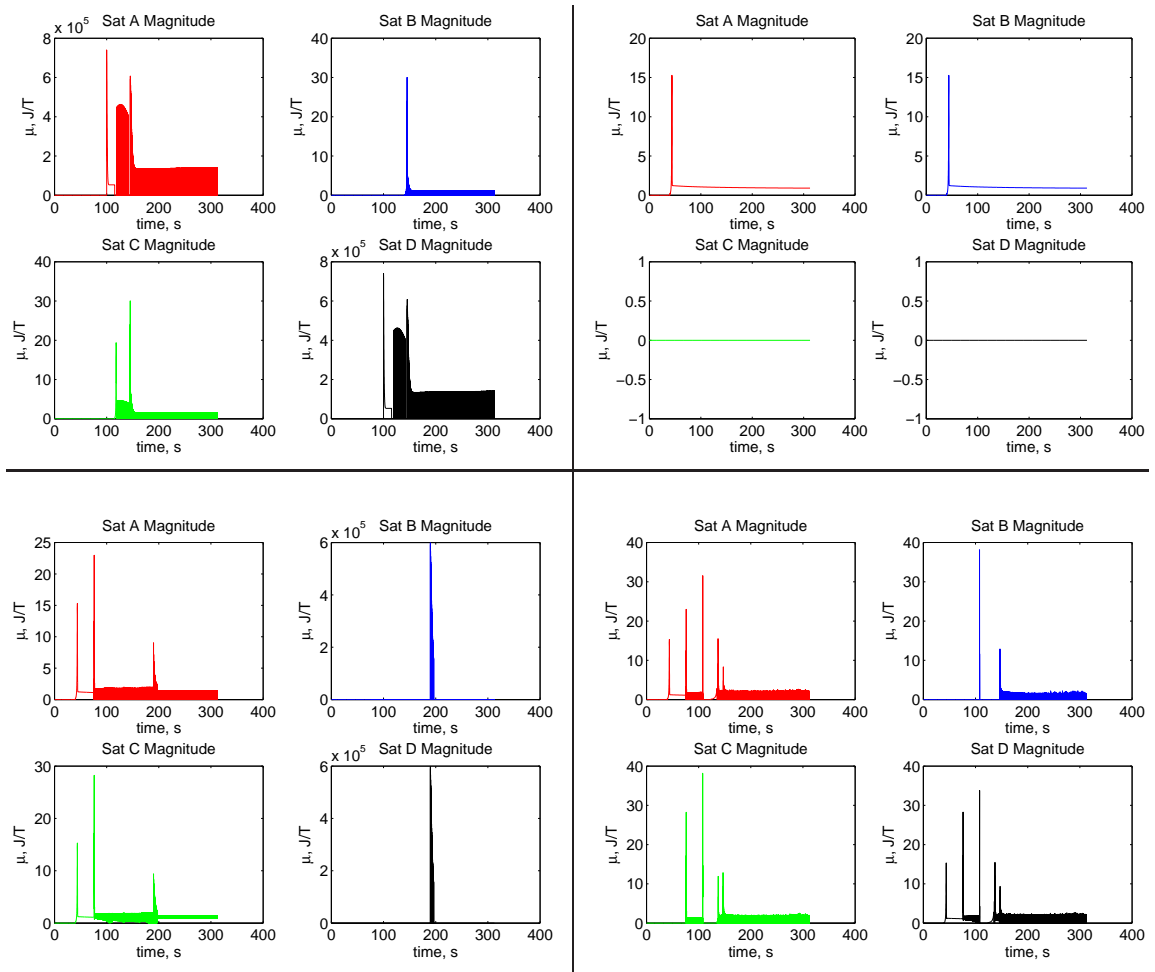 Sat A Magnitude
x 10^5
8
6
4
2
0
μ, J/T
0 100 200 300 400
time, s
Sat B Magnitude
40
30
20
10
0
μ, J/T
0 100 200 300 400
time, s
Sat C Magnitude
40
30
20
10
0
μ, J/T
0 100 200 300 400
time, s
Sat D Magnitude
x 10^5
8
6
4
2
0
μ, J/T
0 100 200 300 400
time, s
Sat A Magnitude
20
15
10
5
0
μ, J/T
0 100 200 300 400
time, s
Sat B Magnitude
20
15
10
5
0
μ, J/T
0 100 200 300 400
time, s
Sat C Magnitude
1
0.5
0
−0.5
−1
μ, J/T
0 100 200 300 400
time, s
Sat D Magnitude
1
0.5
0
−0.5
−1
μ, J/T
0 100 200 300 400
time, s
Sat A Magnitude
25
20
15
10
5
0
μ, J/T
0 100 200 300 400
time, s
Sat B Magnitude
x 10^5
6
4
2
0
μ, J/T
0 100 200 300 400
time, s
Sat C Magnitude
30
20
10
0
μ, J/T
0 100 200 300 400
time, s
Sat D Magnitude
x 10^5
6
4
2
0
μ, J/T
0 100 200 300 400
time, s
Sat A Magnitude
40
30
20
10
0
μ, J/T
0 100 200 300 400
time, s
Sat B Magnitude
40
30
20
10
0
μ, J/T
0 100 200 300 400
time, s
Sat C Magnitude
40
30
20
10
0
μ, J/T
0 100 200 300 400
time, s
Sat D Magnitude
40
30
20
10
0
μ, J/T
0 100 200 300 400
time, s